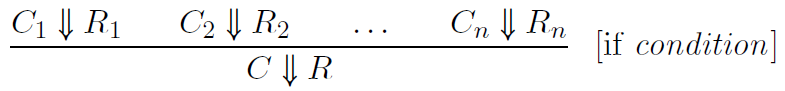 C₁ ⇓ R₁ C₂ ⇓ R₂ … Cₙ ⇓ Rₙ
[if condition]
C ⇓ R